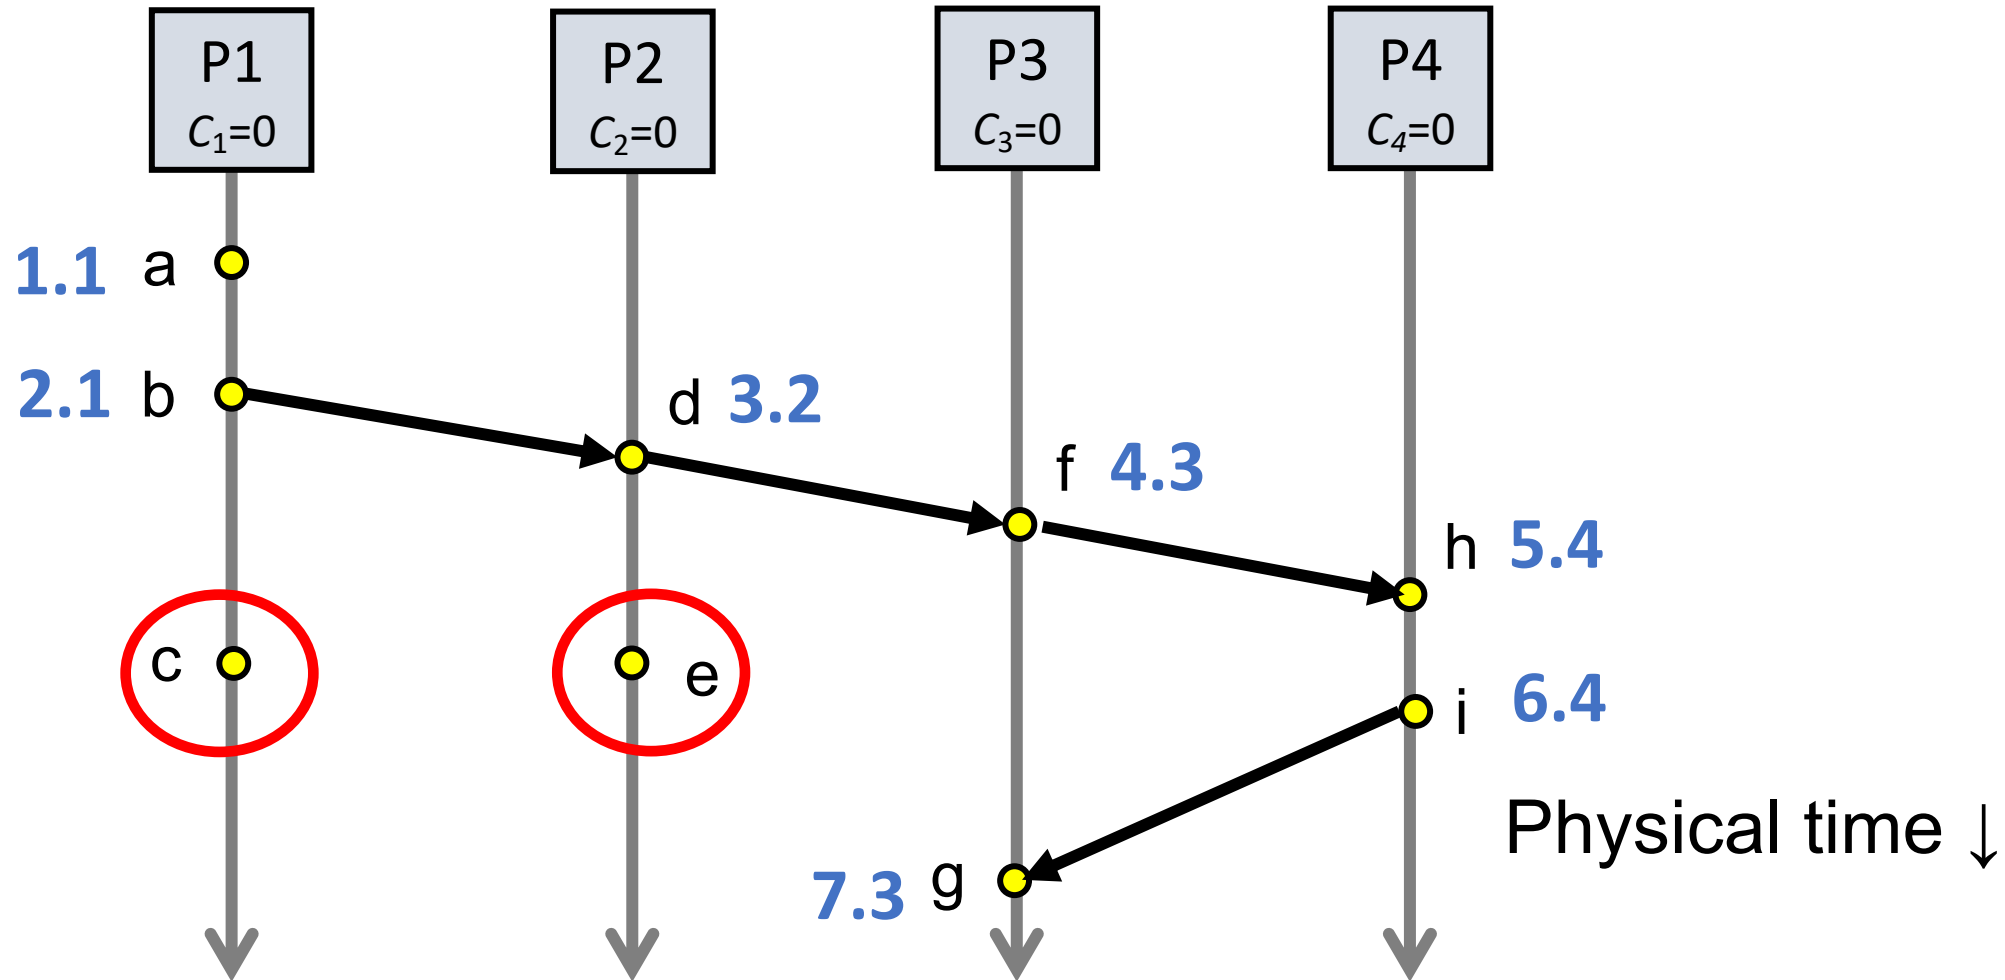 P1
C₁=0
P2
C₂=0
P3
C₃=0
P4
C₄=0
1.1 a
2.1 b
d 3.2
f 4.3
h 5.4
c
e
i 6.4
Physical time ↓
7.3 g